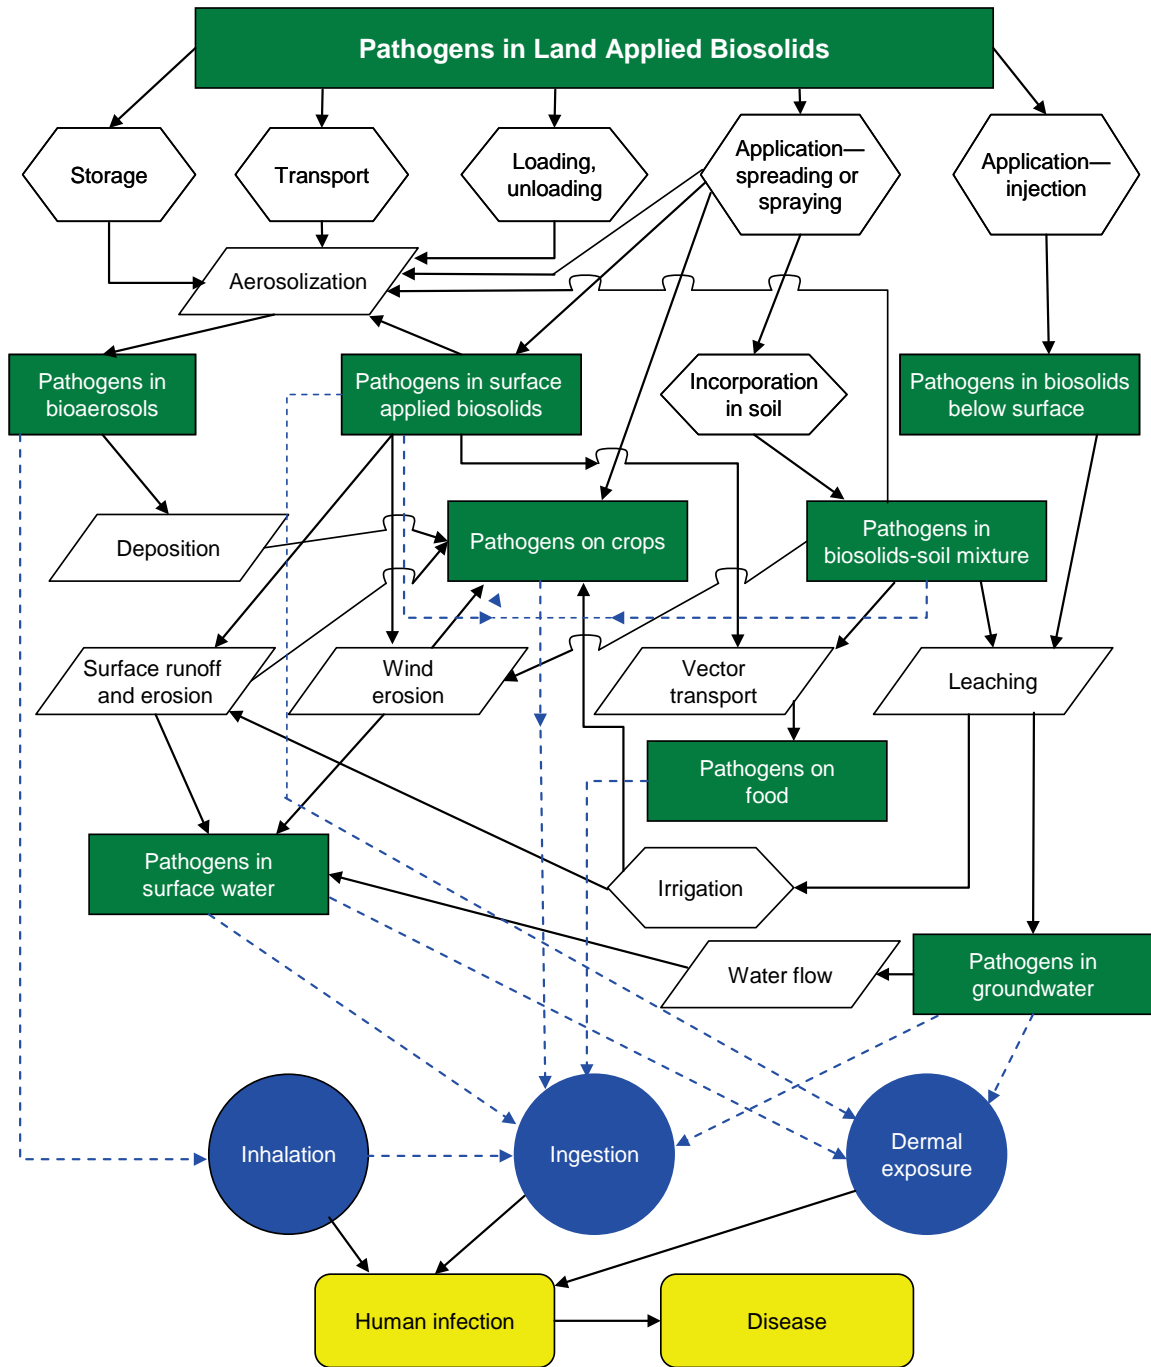 Pathogens in Land Applied Biosolids
Storage
Transport
Loading,
unloading
Application—
spreading or
spraying
Application—
injection
Aerosolization
Pathogens in
bioaerosols
Pathogens in surface
applied biosolids
Incorporation
in soil
Pathogens in biosolids
below surface
Deposition
Pathogens on crops
Pathogens in
biosolids-soil mixture
Surface runoff
and erosion
Wind
erosion
Vector
transport
Leaching
Pathogens on
food
Pathogens in
surface water
Irrigation
Water flow
Pathogens in
groundwater
Inhalation
Ingestion
Dermal
exposure
Human infection
Disease